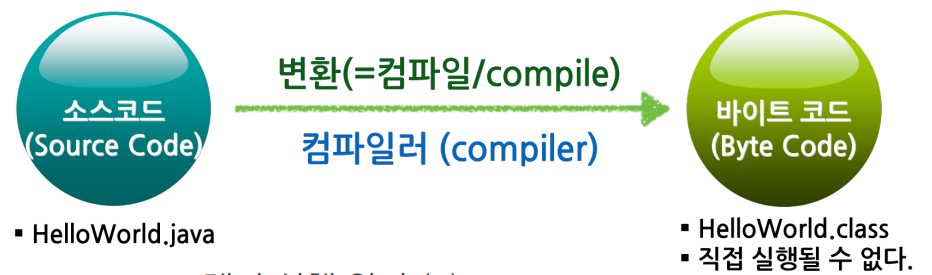 변환(=컴파일/compile)
소스코드
(Source Code)
바이트 코드
(Byte Code)
컴파일러 (compiler)
▪ HelloWorld.java
▪ HelloWorld.class
▪ 직접 실행될 수 없다.